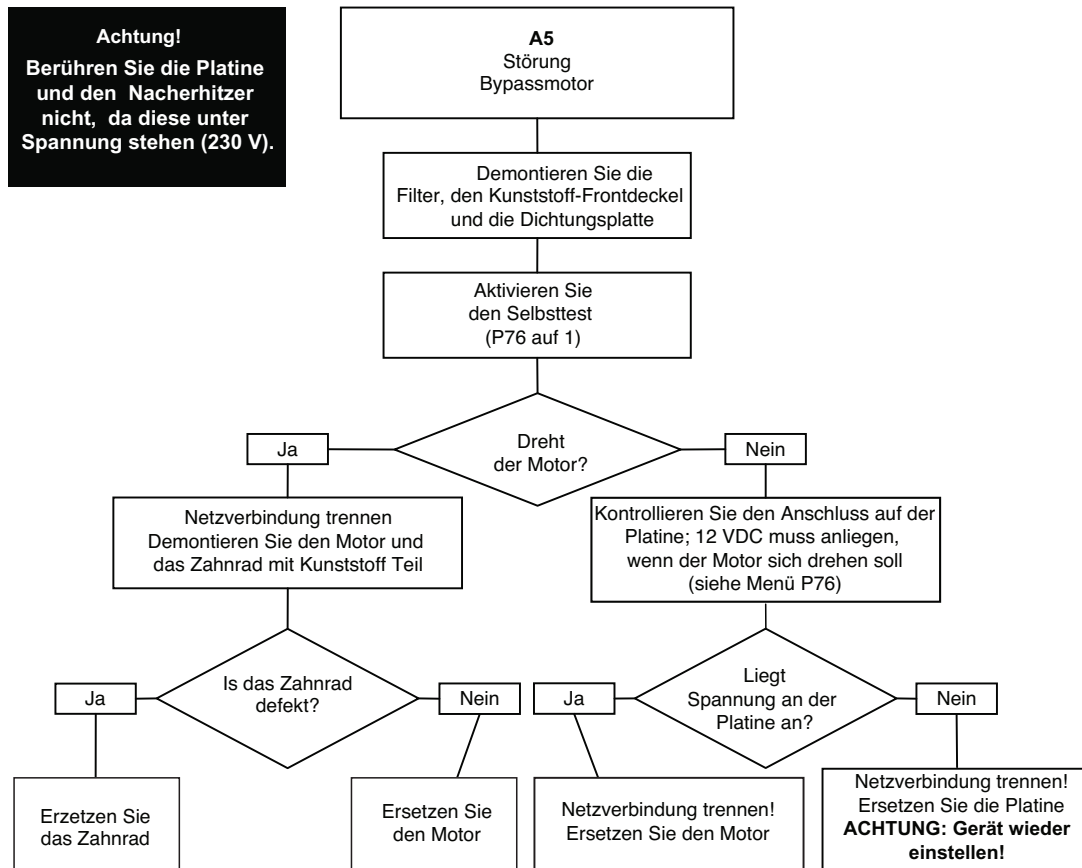 Achtung!
Berühren Sie die Platine
und den Nacherhitzer
nicht, da diese unter
Spannung stehen (230 V).
A5
Störung
Bypassmotor
Demontieren Sie die
Filter, den Kunststoff-Frontdeckel
und die Dichtungsplatte
Aktivieren Sie
den Selbsttest
(P76 auf 1)
Dreht
der Motor?
Ja
Nein
Netzverbindung trennen
Demontieren Sie den Motor und
das Zahnrad mit Kunststoff Teil
Kontrollieren Sie den Anschluss auf der
Platine; 12 VDC muss anliegen,
wenn der Motor sich drehen soll
(siehe Menü P76)
Is das Zahnrad
defekt?
Ja
Nein
Liegt
Spannung an der
Platine an?
Ja
Nein
Erzetzen Sie
das Zahnrad
Ersetzen Sie
den Motor
Netzverbindung trennen!
Ersetzen Sie den Motor
Netzverbindung trennen!
Ersetzen Sie die Platine
ACHTUNG: Gerät wieder
einstellen!